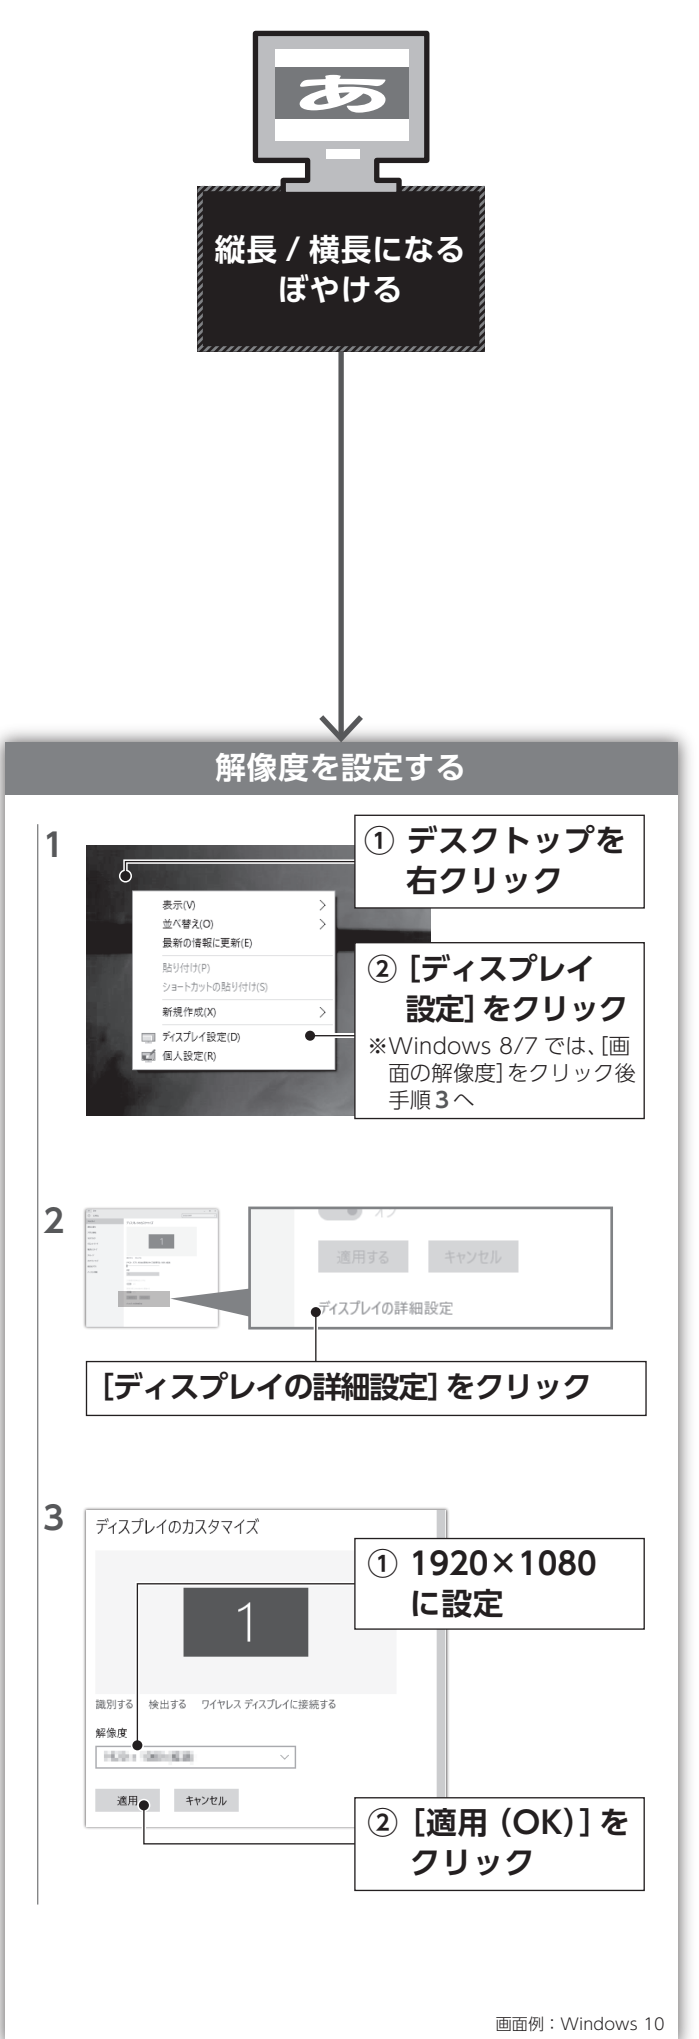 あ
縦長 / 横長になる
ぼやける
解像度を設定する
1
① デスクトップを
右クリック
表示(V)
並べ替え(O)
最新の情報に更新(E)
貼り付け(P)
ショートカットの貼り付け(S)
新規作成(X)
ディスプレイ設定(D)
個人設定(R)
② [ディスプレイ
設定] をクリック
※Windows 8/7 では、[画
面の解像度]をクリック後
手順 3 へ
2
1
オフ
適用する キャンセル
ディスプレイの詳細設定
[ディスプレイの詳細設定] をクリック
3
ディスプレイのカスタマイズ
① 1920×1080
に設定
1
識別する 検出する ワイヤレス ディスプレイに接続する
解像度
適用 キャンセル
② [適用 (OK)] を
クリック
画面例：Windows 10